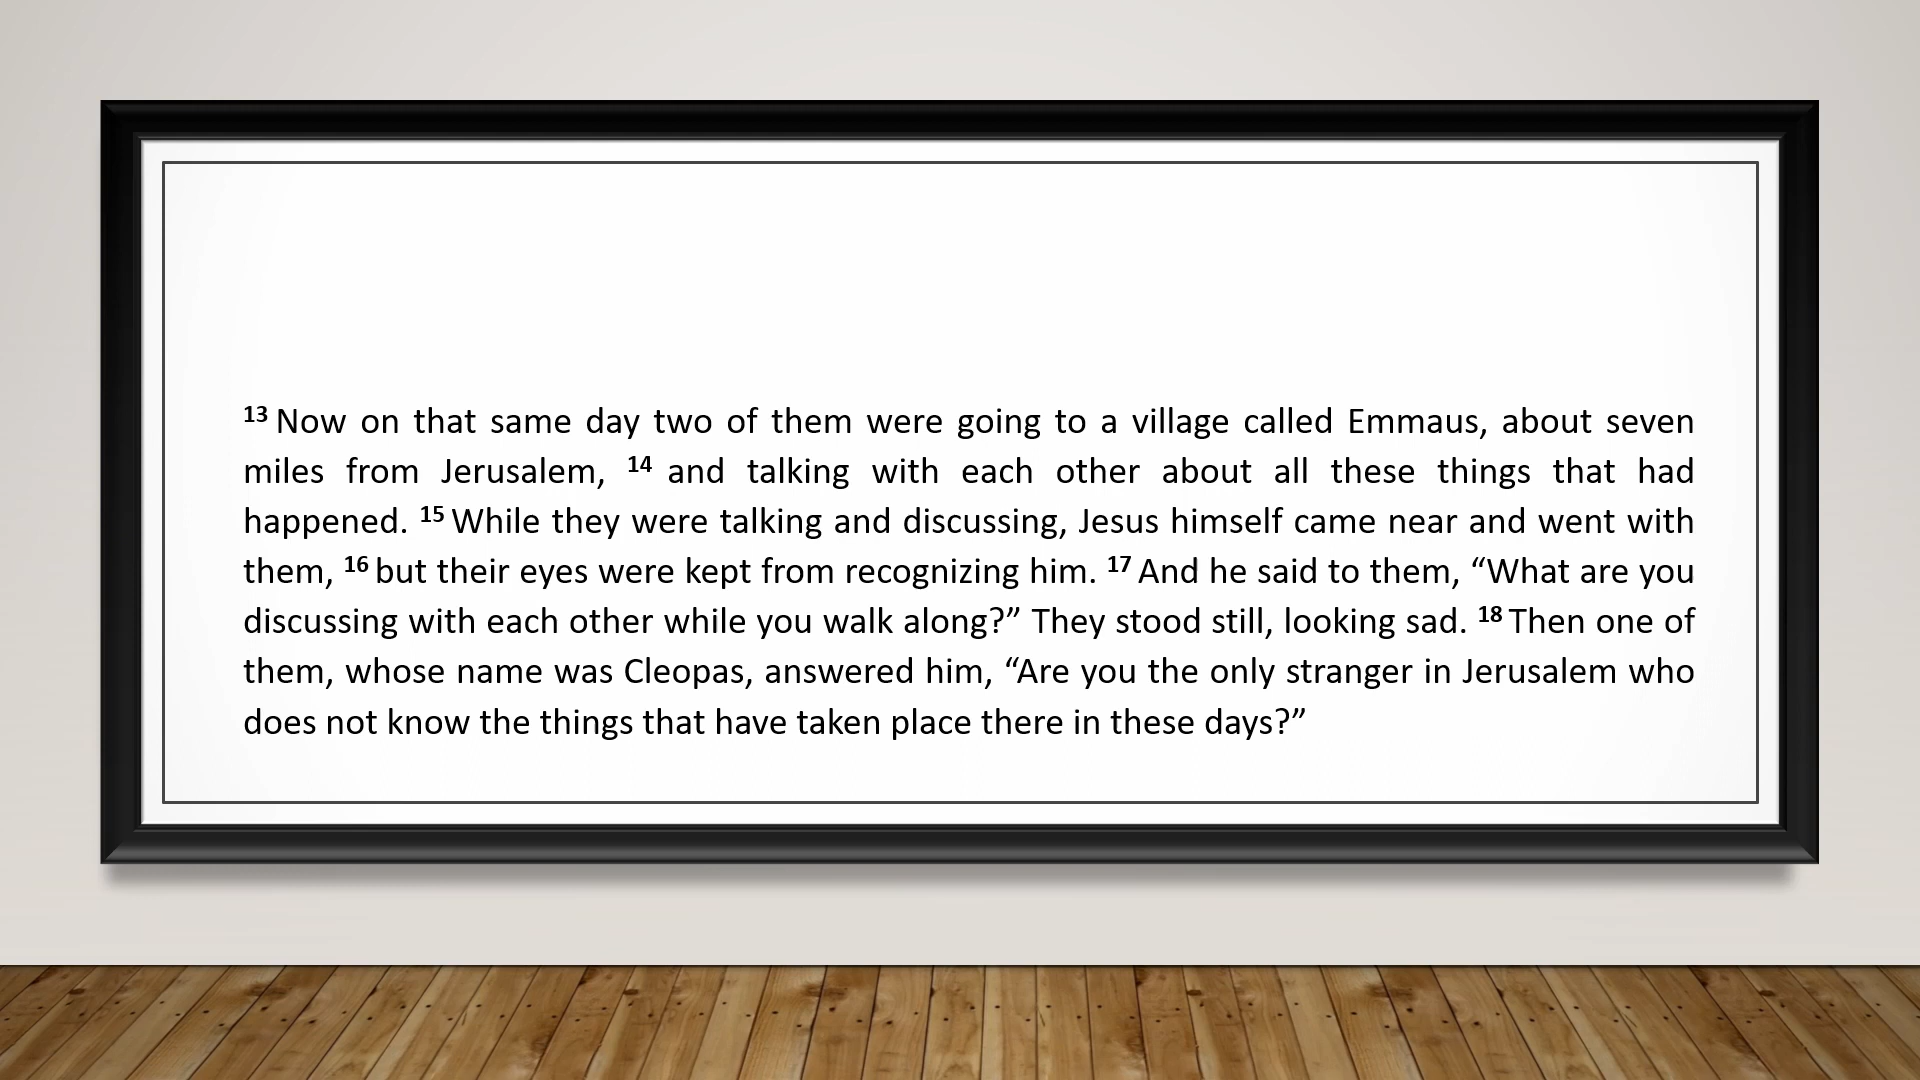 13 Now on that same day two of them were going to a village called Emmaus, about seven
miles from Jerusalem, 14 and talking with each other about all these things that had
happened. 15 While they were talking and discussing, Jesus himself came near and went with
them, 16 but their eyes were kept from recognizing him. 17 And he said to them, “What are you
discussing with each other while you walk along?” They stood still, looking sad. 18 Then one of
them, whose name was Cleopas, answered him, “Are you the only stranger in Jerusalem who
does not know the things that have taken place there in these days?”